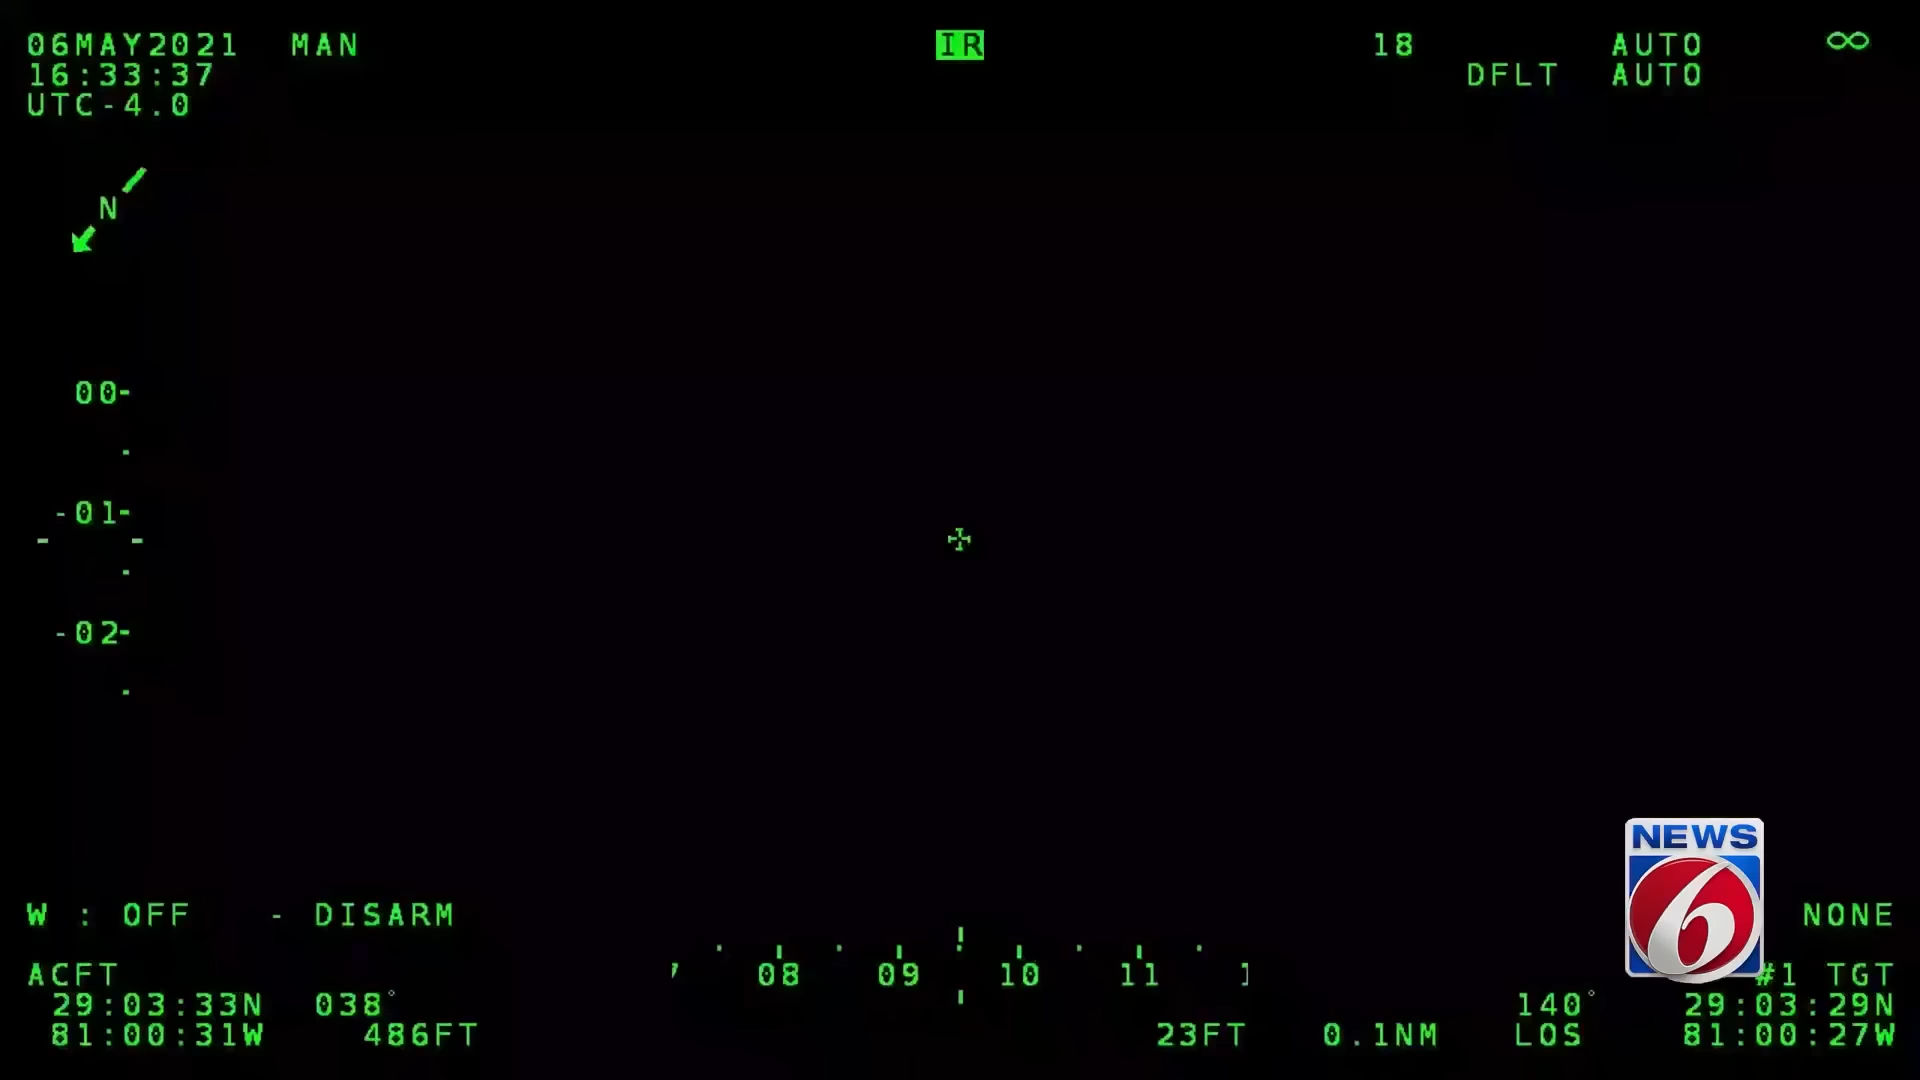 06MAY2021 MAN IR 18 AUTO ∞
16:33:37 DFLT AUTO
UTC-4.0
N
00-
-01-
-02-
W : OFF - DISARM NONE
NEWS
6
08 09 10 11
ACFT #1 TGT
29:03:33N 038° 140° 29:03:29N
81:00:31W 486FT 23FT 0.1NM LOS 81:00:27W